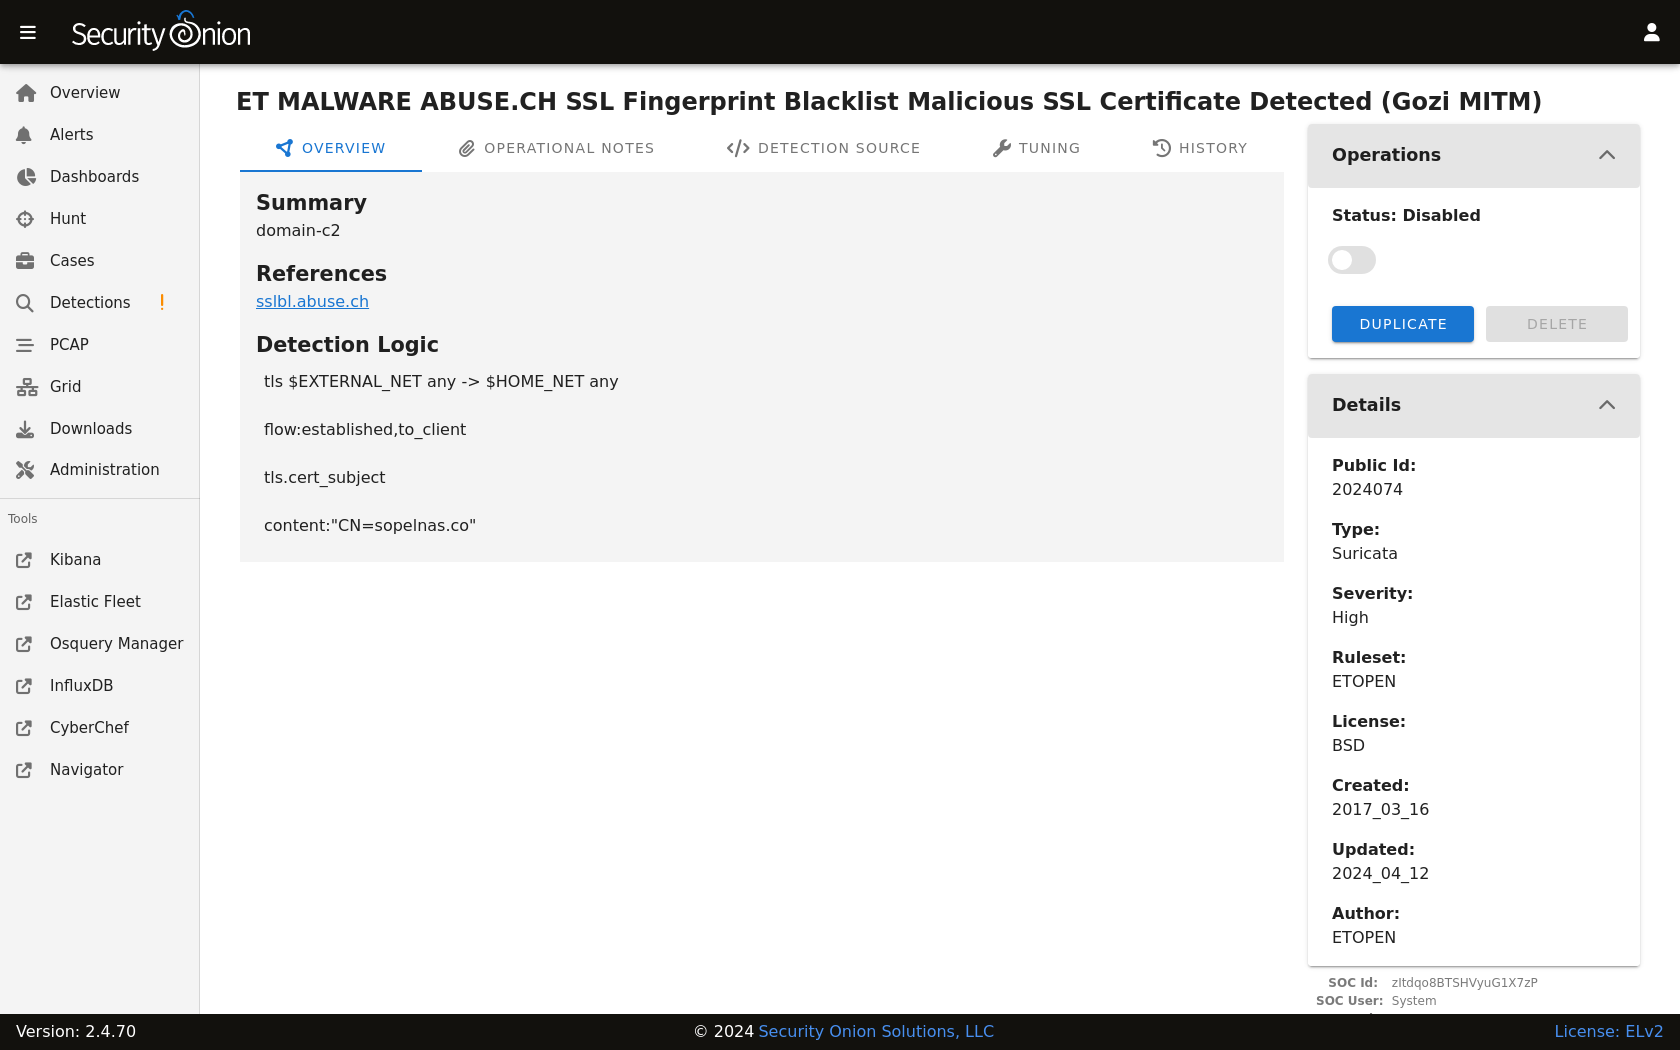 Security Onion
Overview
Alerts
Dashboards
Hunt
Cases
Detections !
PCAP
Grid
Downloads
Administration
Tools
Kibana
Elastic Fleet
Osquery Manager
InfluxDB
CyberChef
Navigator
ET MALWARE ABUSE.CH SSL Fingerprint Blacklist Malicious SSL Certificate Detected (Gozi MITM)
OVERVIEW
OPERATIONAL NOTES
DETECTION SOURCE
TUNING
HISTORY
Summary
domain-c2
References
sslbl.abuse.ch
Detection Logic
tls $EXTERNAL_NET any -> $HOME_NET any
flow:established,to_client
tls.cert_subject
content:"CN=sopelnas.co"
Operations
Status: Disabled
DUPLICATE
DELETE
Details
Public Id:
2024074
Type:
Suricata
Severity:
High
Ruleset:
ETOPEN
License:
BSD
Created:
2017_03_16
Updated:
2024_04_12
Author:
ETOPEN
SOC Id: zItdqo8BTSHVyuG1X7zP
SOC User: System
Version: 2.4.70
© 2024 Security Onion Solutions, LLC
License: ELv2